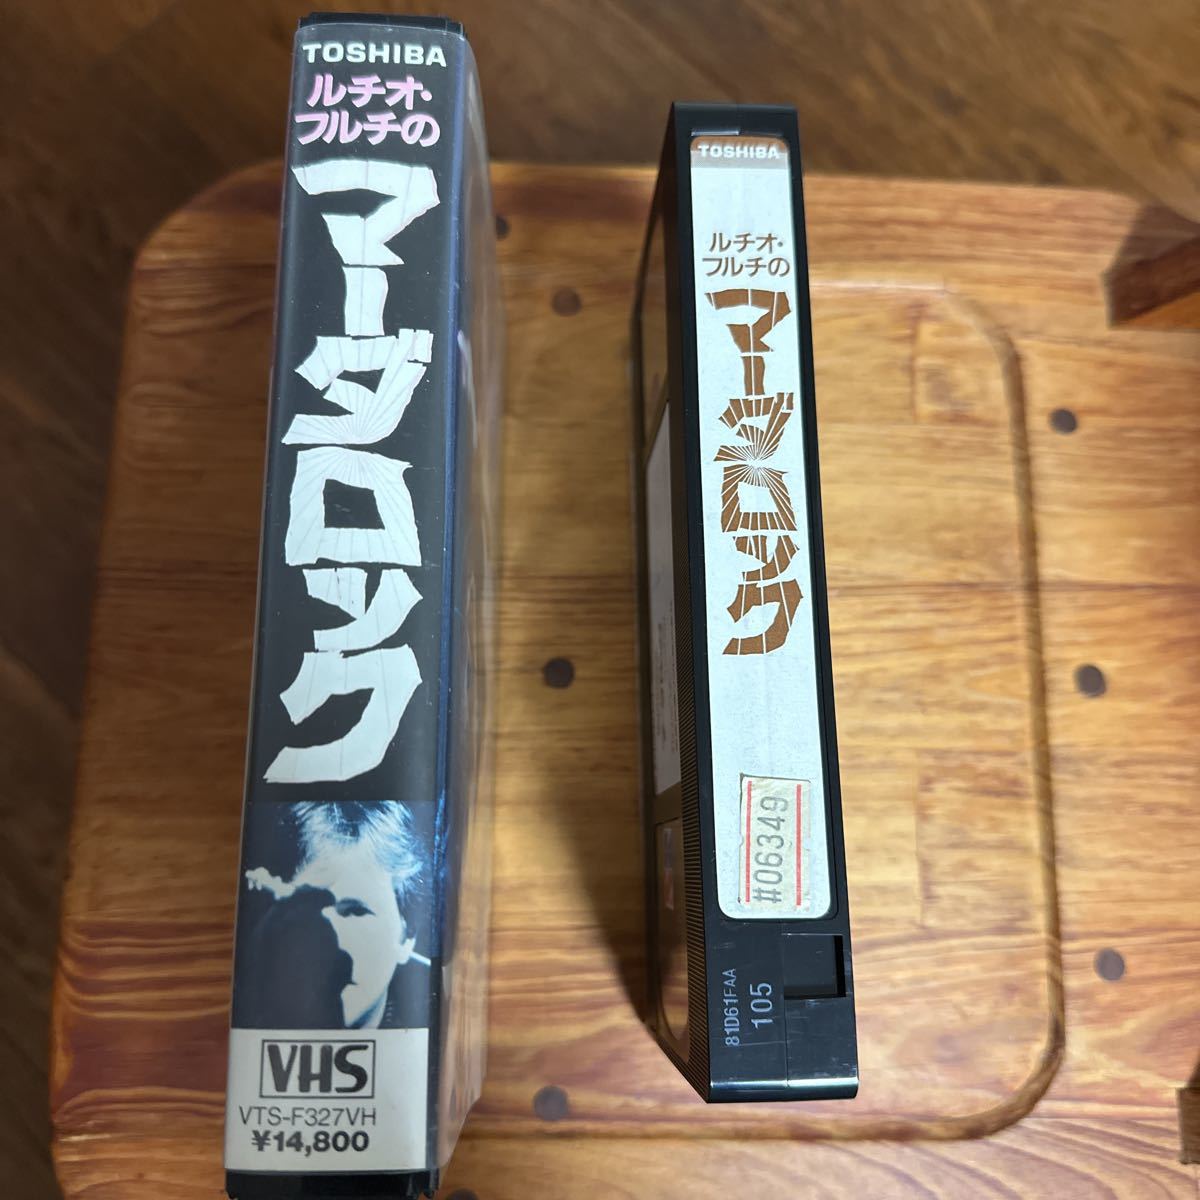 TOSHIBA
ルチオ・
フルチの
マーダロック
VHS
VTS-F327VH
¥14,800
TOSHIBA
ルチオ・
フルチの
マーダロック
#06349
81D61FAA
105